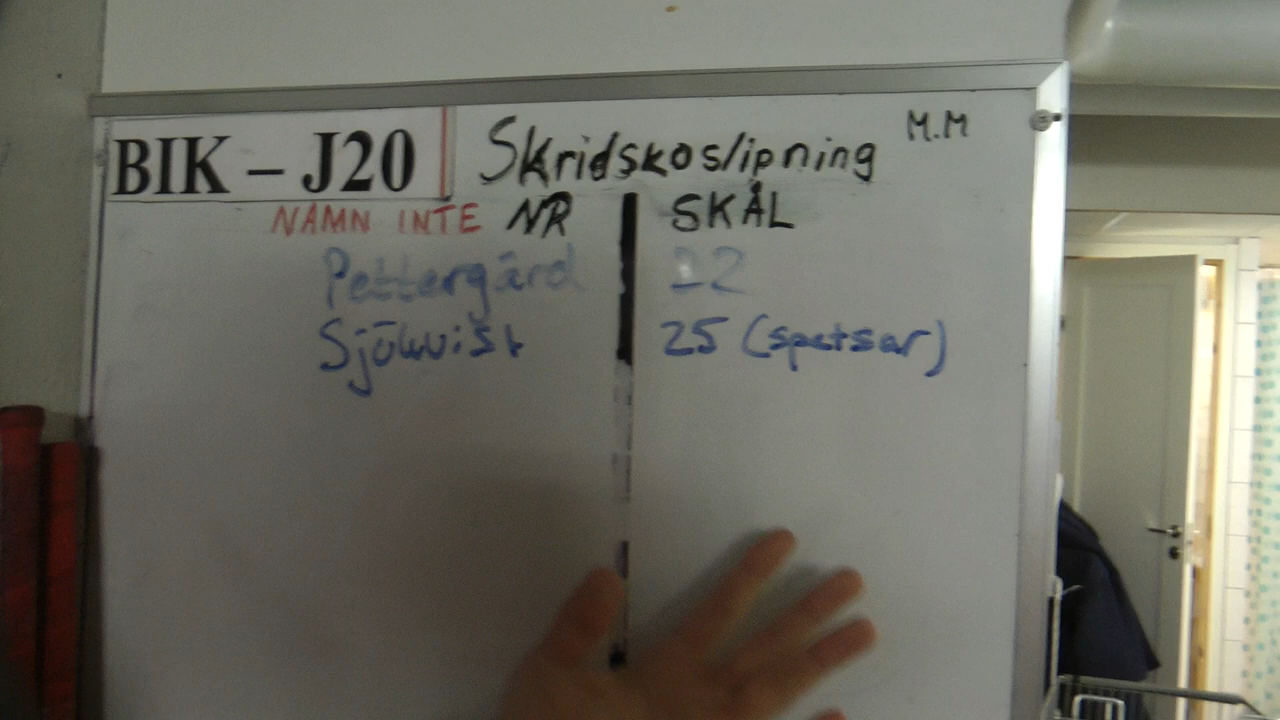 BIK – J20 Skridskoslipning M.M
NAMN INTE NR SKÅL
Pettergård 22
Sjökvist 25 (spetsar)